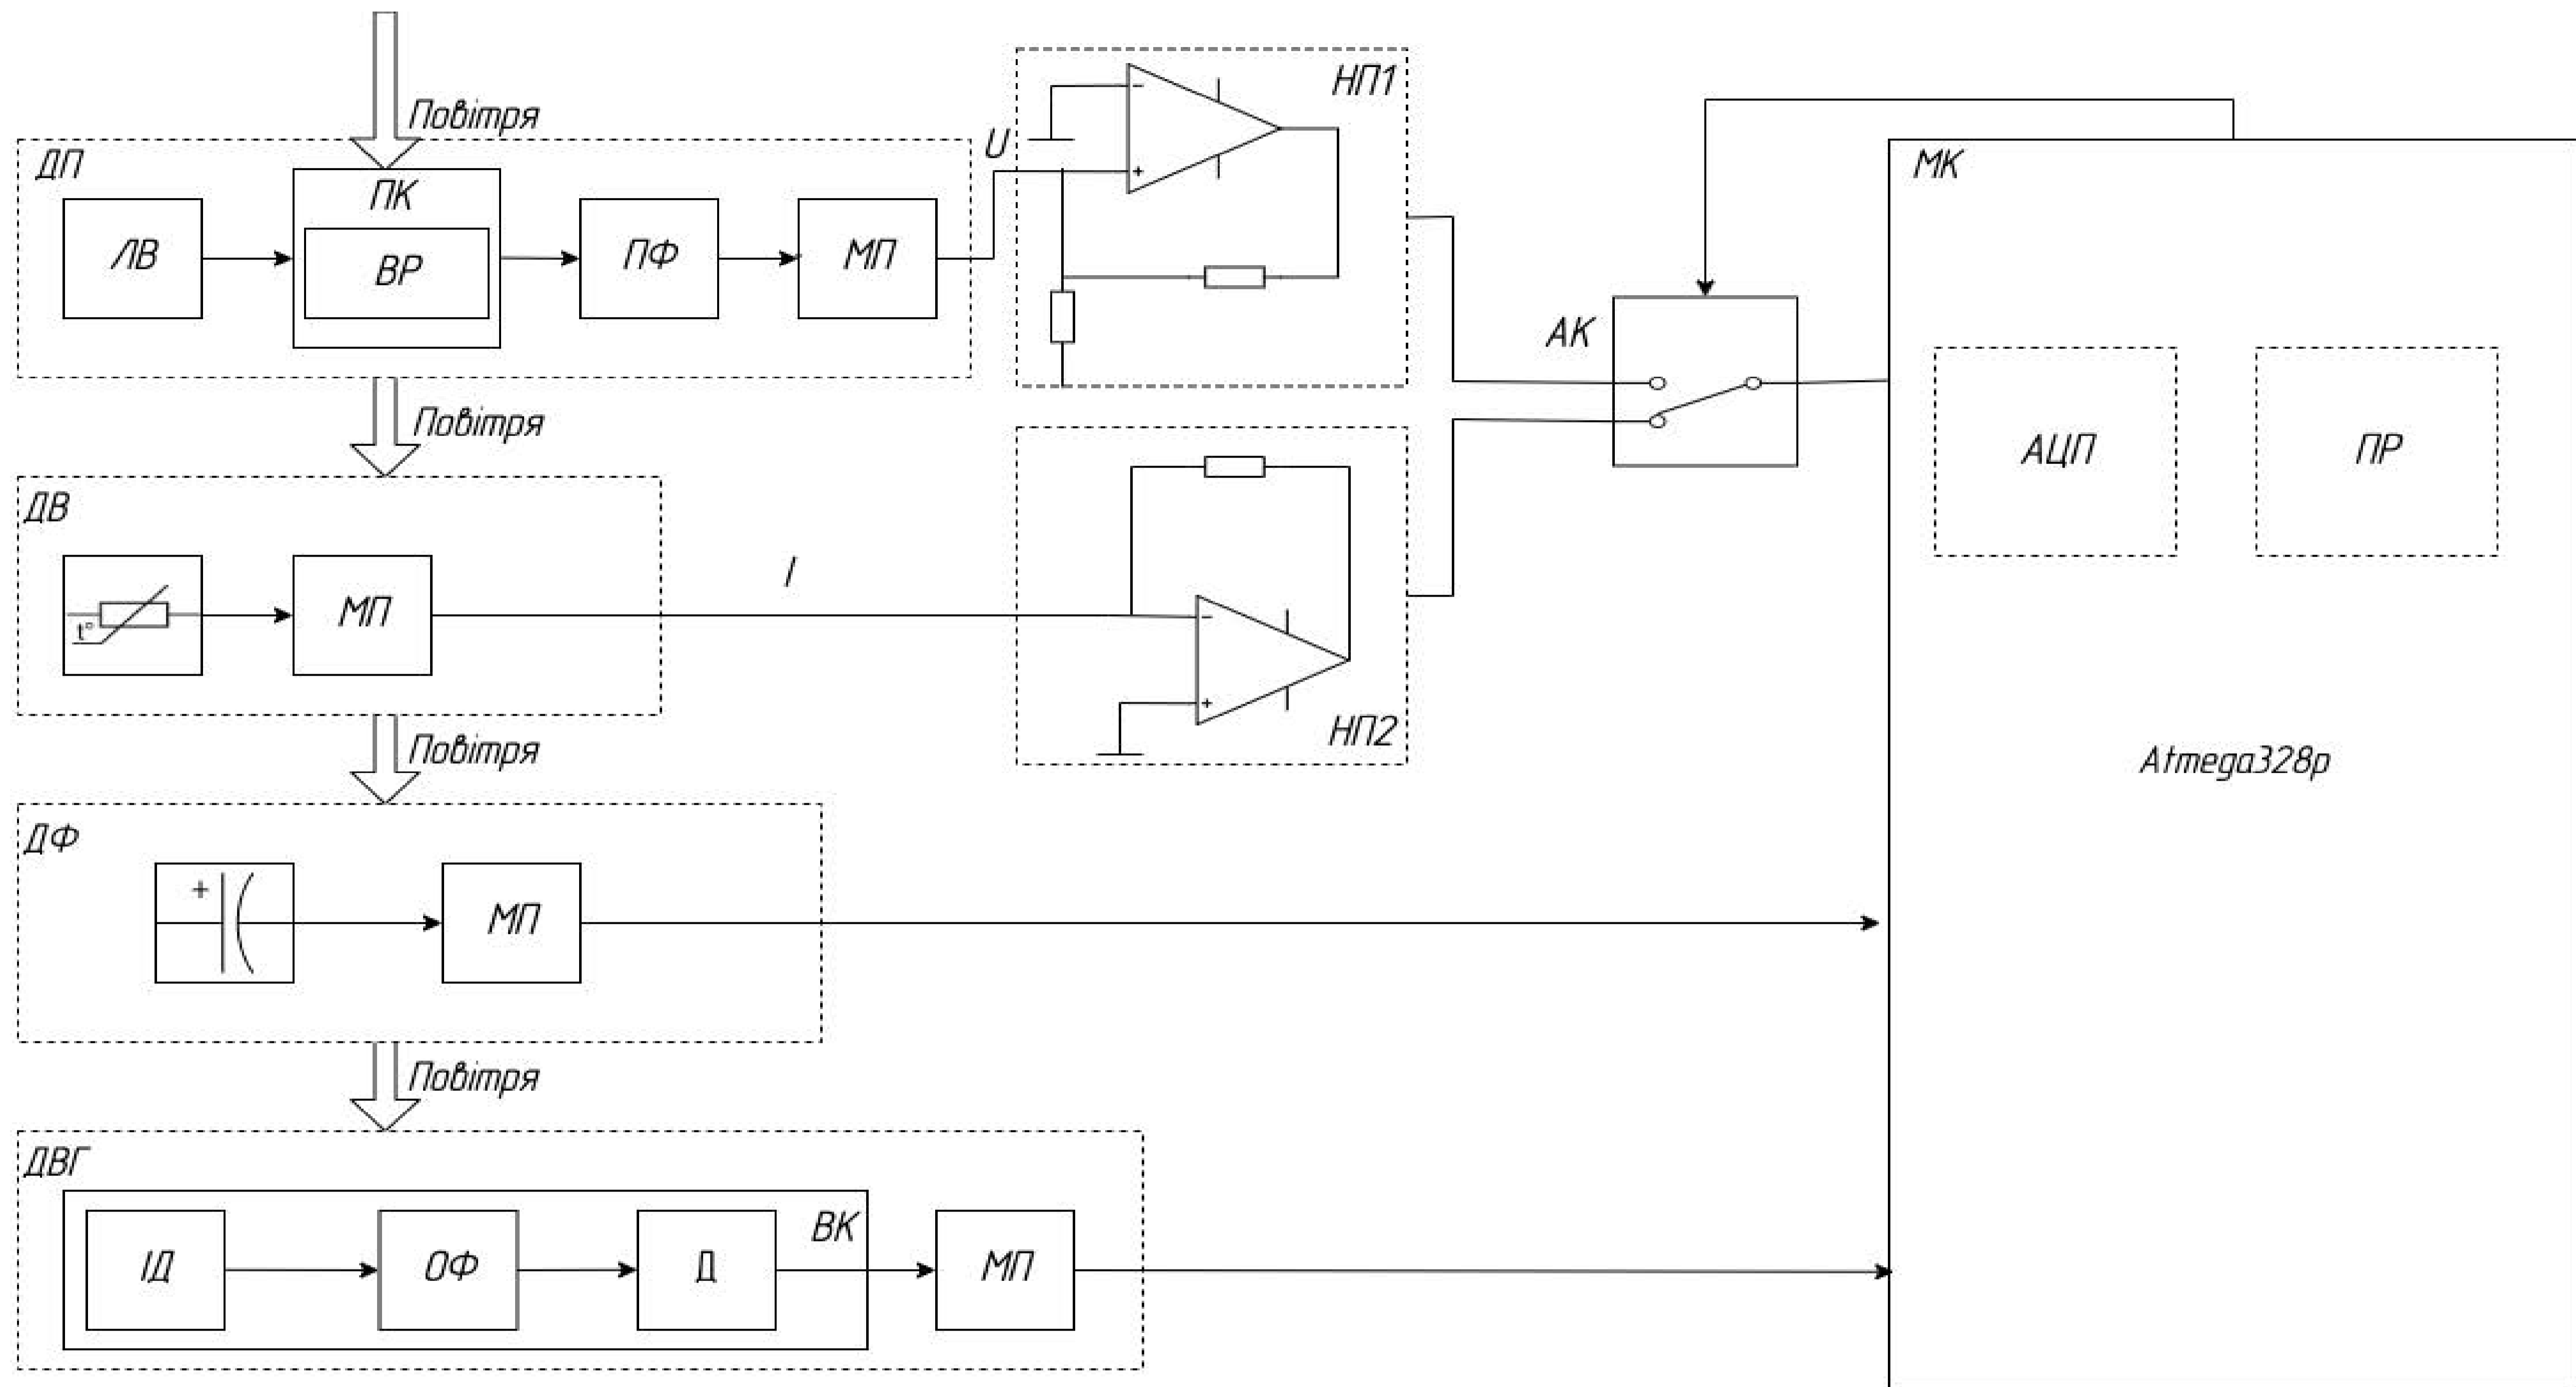 Повітря
НП1
U
ДП
ПК
ЛВ
ВР
ПФ
МП
-
+
МК
Повітря
АК
АЦП
ПР
ДВ
I
t°
МП
-
+
НП2
Повітря
Atmega328p
ДФ
+
МП
Повітря
ДВГ
ВК
ІД
ОФ
Д
МП